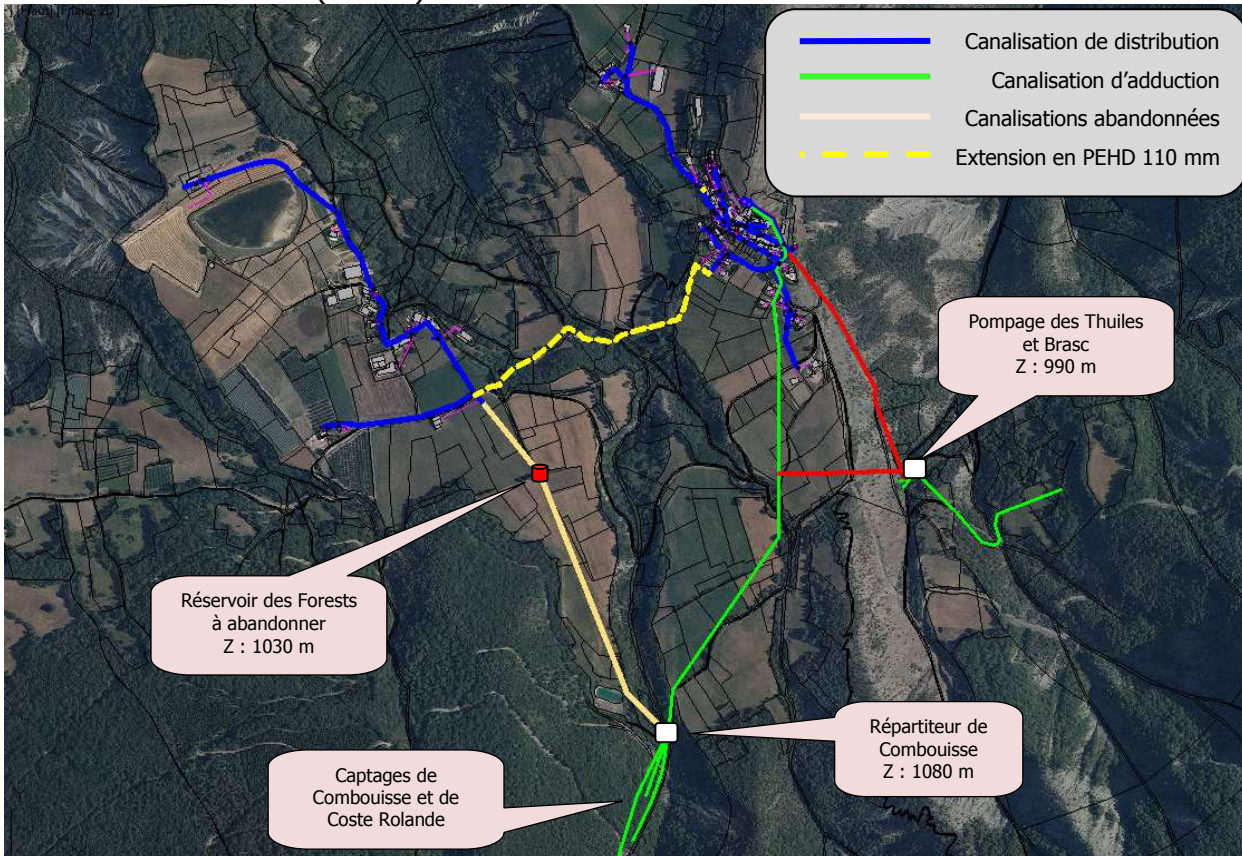 Canalisation de distribution
Canalisation d'adduction
Canalisations abandonnées
Extension en PEHD 110 mm
Pompage des Thuiles
et Brasc
Z : 990 m
Réservoir des Forests
à abandonner
Z : 1030 m
Répartiteur de
Combouisse
Z : 1080 m
Captages de
Combouisse et de
Coste Rolande